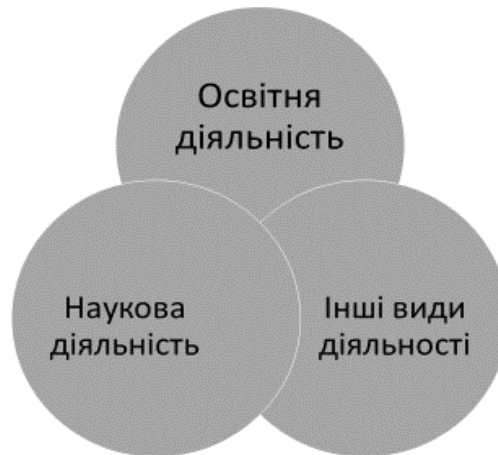 Освітня
діяльність
Наукова
діяльність
Інші види
діяльності